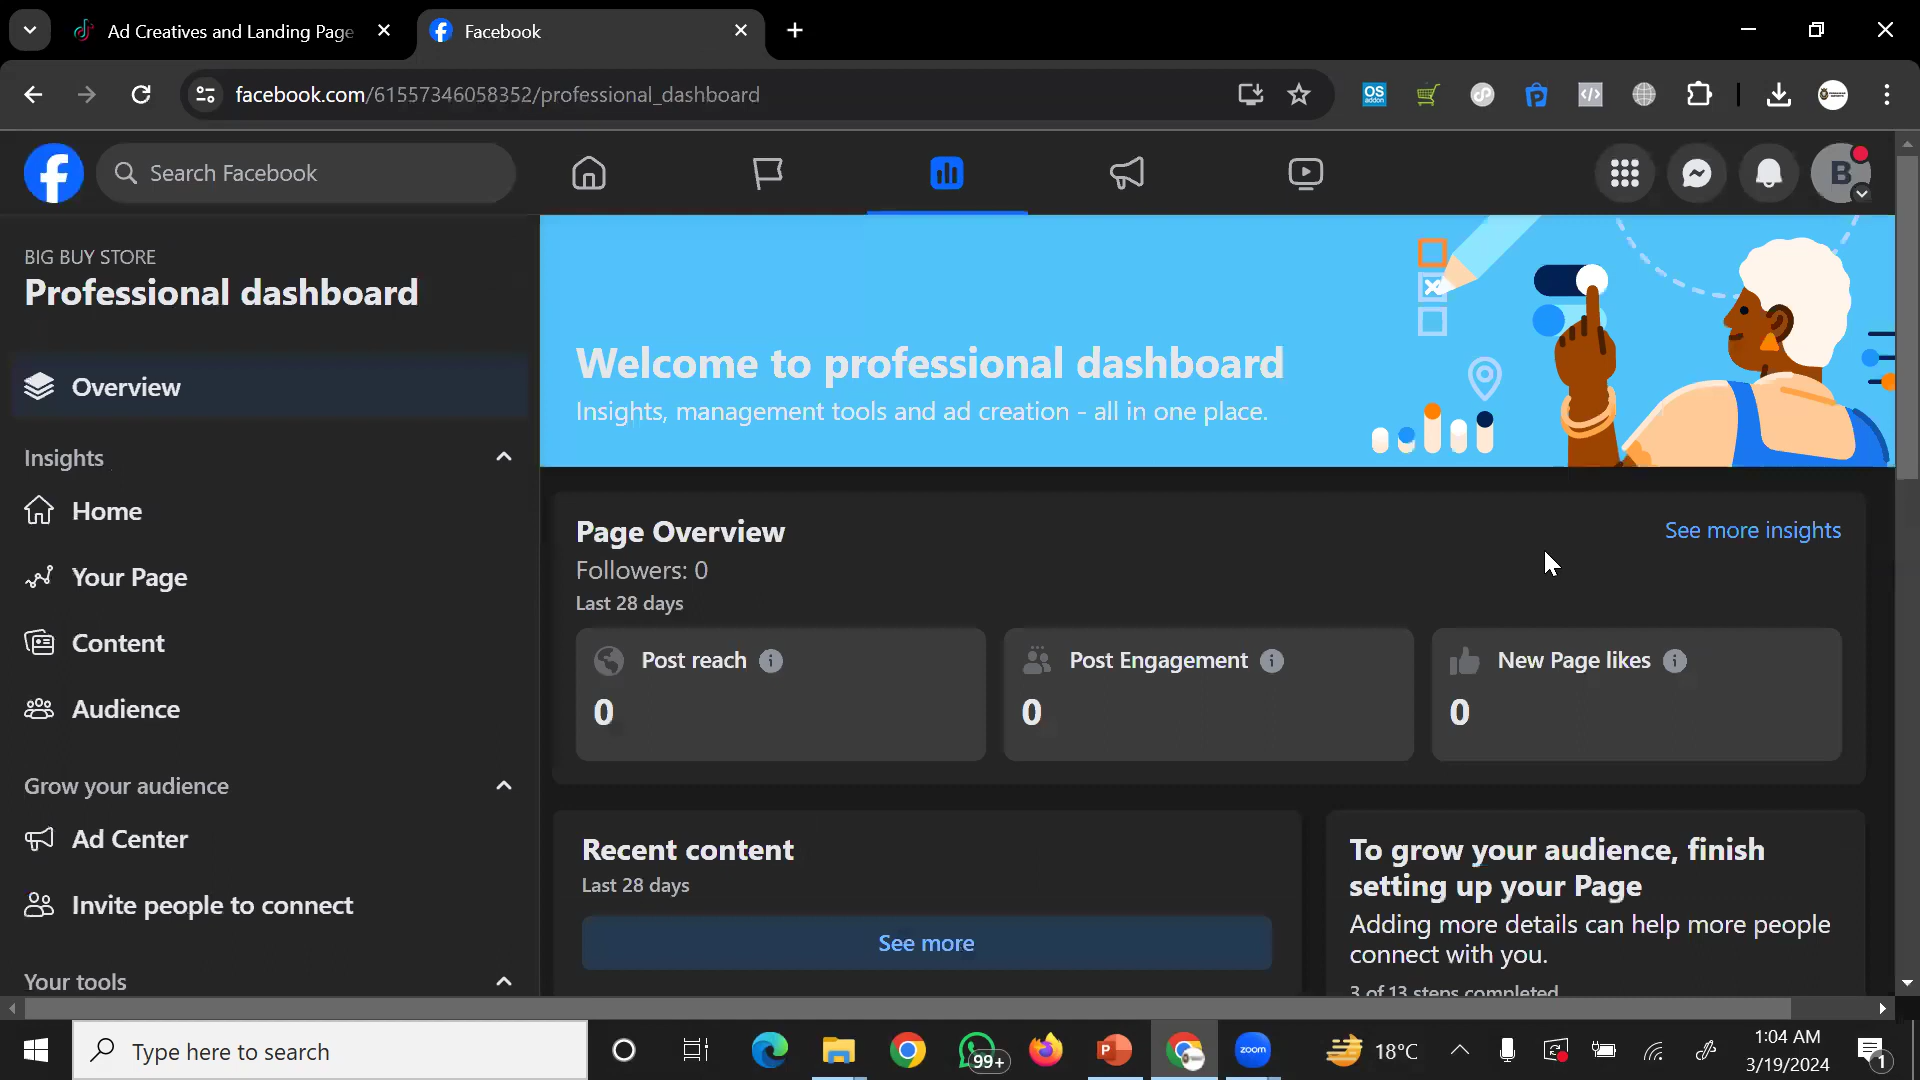 Ad Creatives and Landing Page
Facebook
facebook.com/61557346058352/professional_dashboard
OS
addon
Search Facebook
B
BIG BUY STORE
Professional dashboard
Overview
Insights
Home
Your Page
Content
Audience
Grow your audience
Ad Center
Invite people to connect
Your tools
Welcome to professional dashboard
Insights, management tools and ad creation - all in one place.
Page Overview
See more insights
Followers: 0
Last 28 days
Post reach
0
Post Engagement
0
New Page likes
0
Recent content
Last 28 days
See more
To grow your audience, finish
setting up your Page
Adding more details can help more people
connect with you.
3 of 13 steps completed
Type here to search
99+
zoom
18°C
1:04 AM
3/19/2024
1